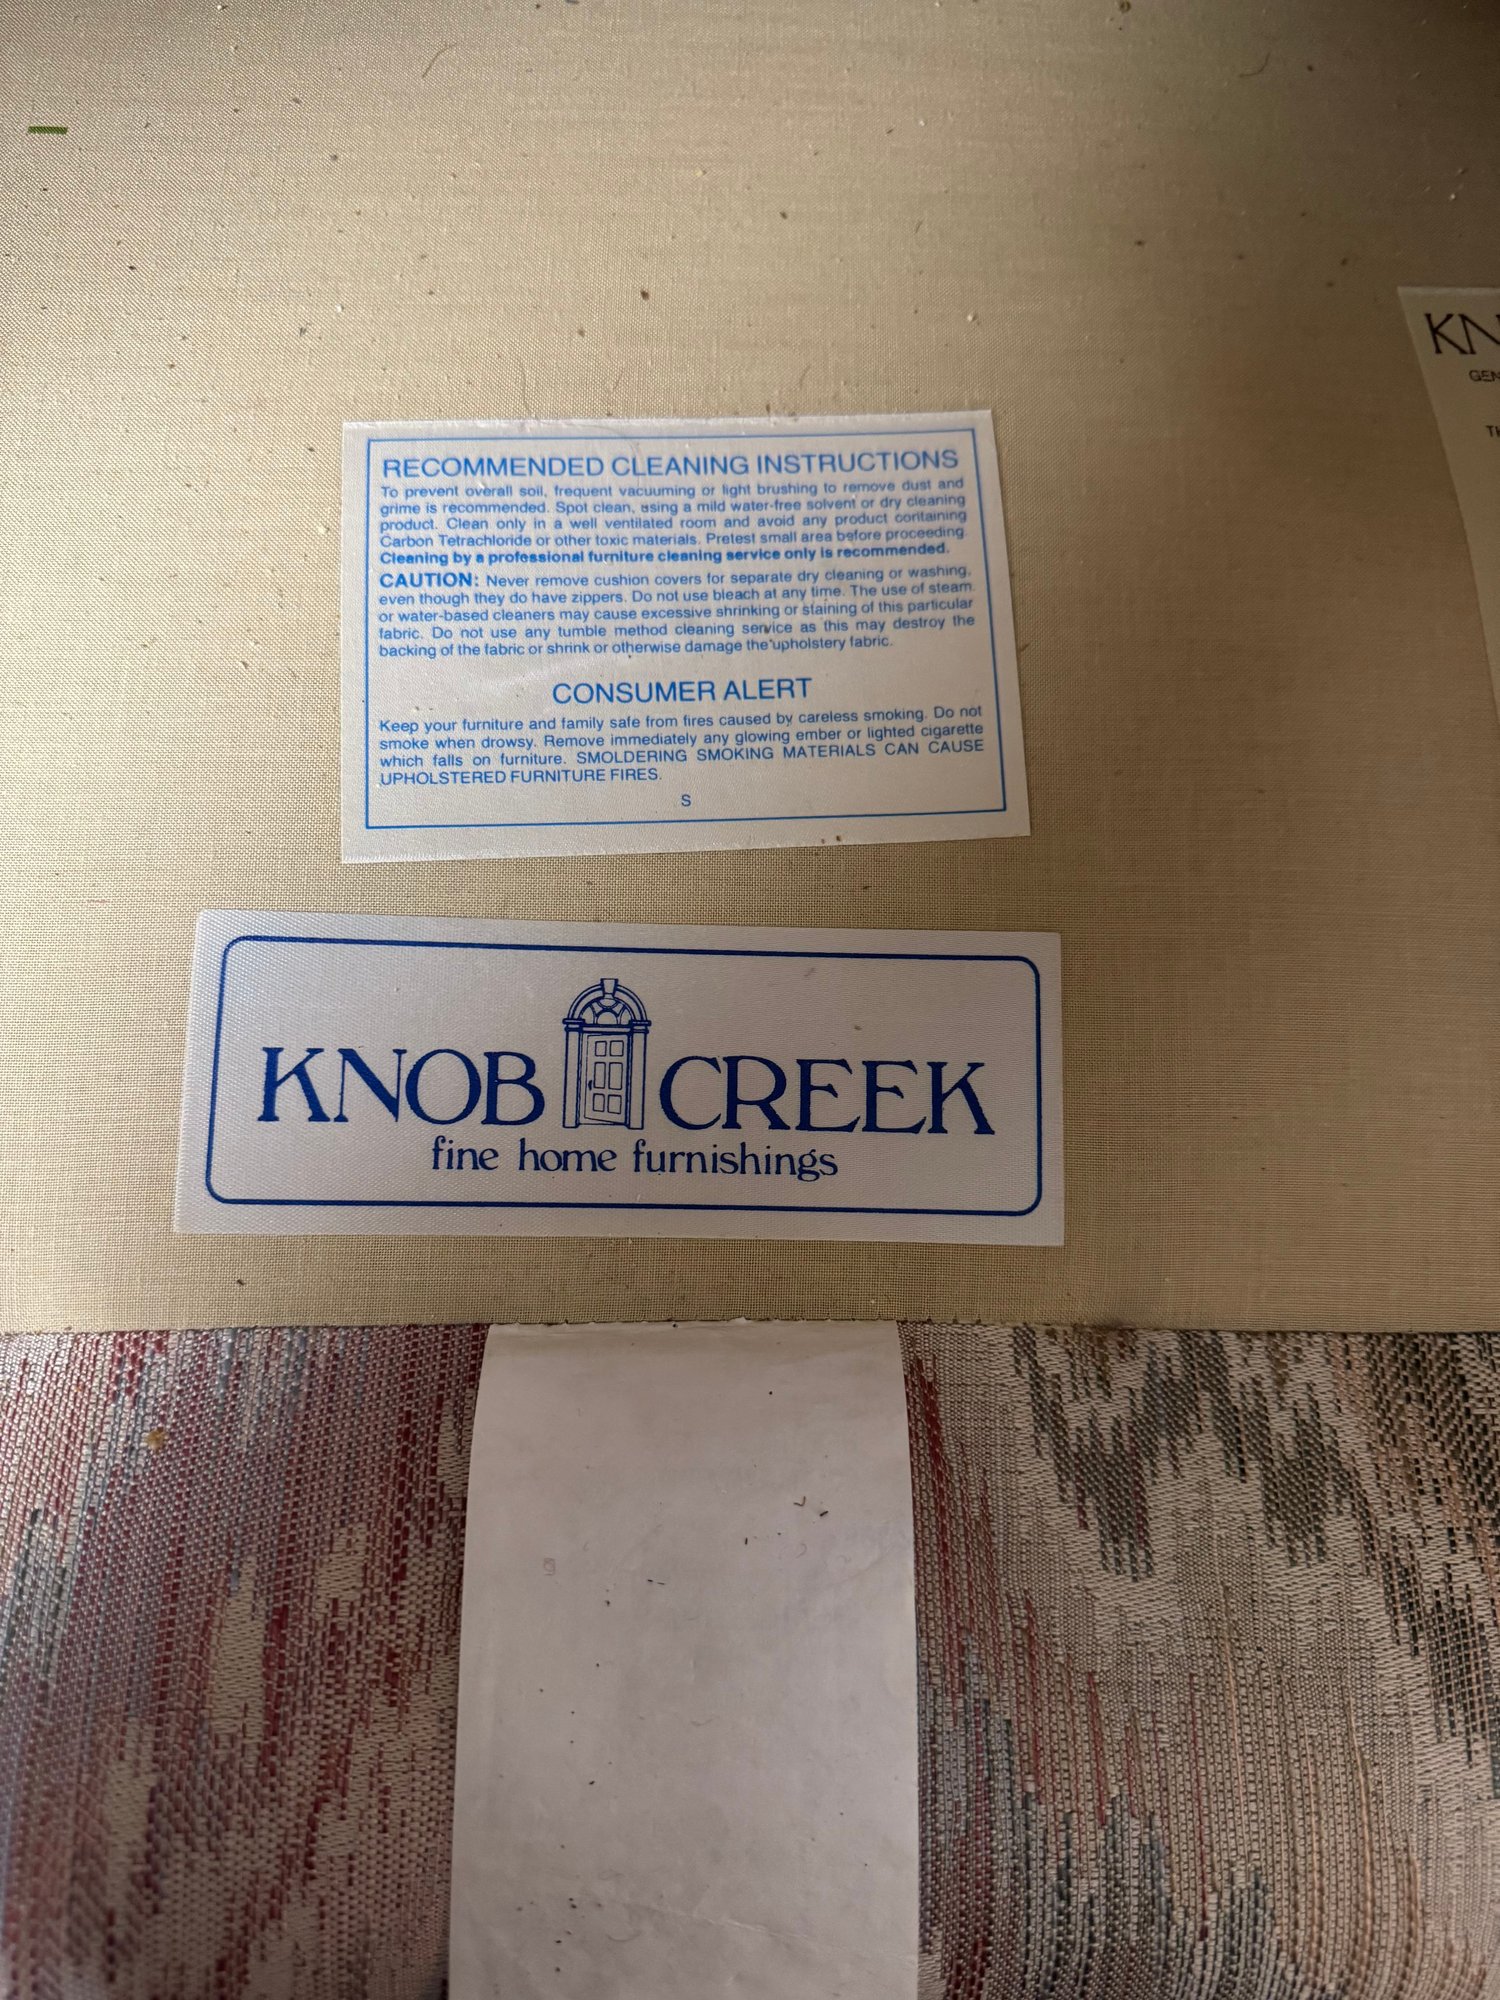 RECOMMENDED CLEANING INSTRUCTIONS
To prevent overall soil, frequent vacuuming or light brushing to remove dust and
grime is recommended. Spot clean, using a mild water-free solvent or dry cleaning
product. Clean only in a well ventilated room and avoid any product containing
Carbon Tetrachloride or other toxic materials. Pretest small area before proceeding.
Cleaning by a professional furniture cleaning service only is recommended.
CAUTION: Never remove cushion covers for separate dry cleaning or washing,
even though they do have zippers. Do not use bleach at any time. The use of steam
or water-based cleaners may cause excessive shrinking or staining of this particular
fabric. Do not use any tumble method cleaning service as this may destroy the
backing of the fabric or shrink or otherwise damage the upholstery fabric.
CONSUMER ALERT
Keep your furniture and family safe from fires caused by careless smoking. Do not
smoke when drowsy. Remove immediately any glowing ember or lighted cigarette
which falls on furniture. SMOLDERING SMOKING MATERIALS CAN CAUSE
UPHOLSTERED FURNITURE FIRES.
S
KNOB CREEK
fine home furnishings
KN
GEN